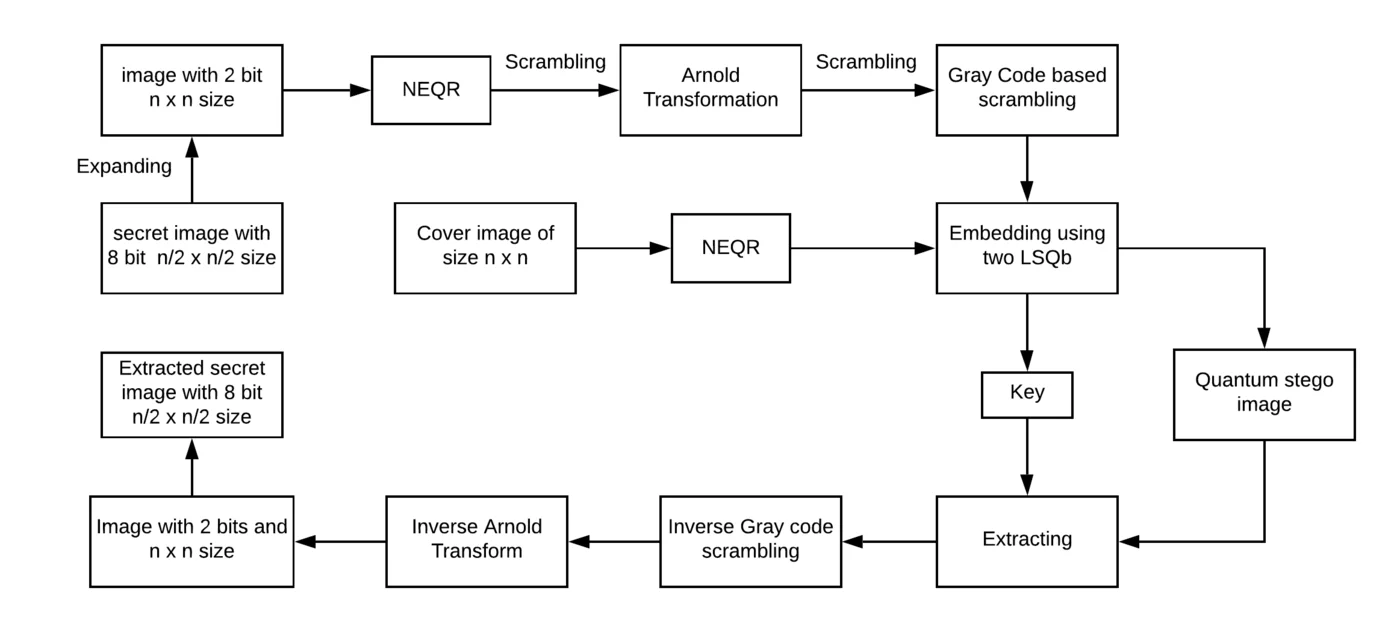 image with 2 bit
n x n size
NEQR
Scrambling
Arnold
Transformation
Scrambling
Gray Code based
scrambling
Expanding
secret image with
8 bit  n/2 x n/2 size
Cover image of
size n x n
NEQR
Embedding using
two LSQb
Extracted secret
image with 8 bit
n/2 x n/2 size
Key
Quantum stego
image
Image with 2 bits and
n x n size
Inverse Arnold
Transform
Inverse Gray code
scrambling
Extracting